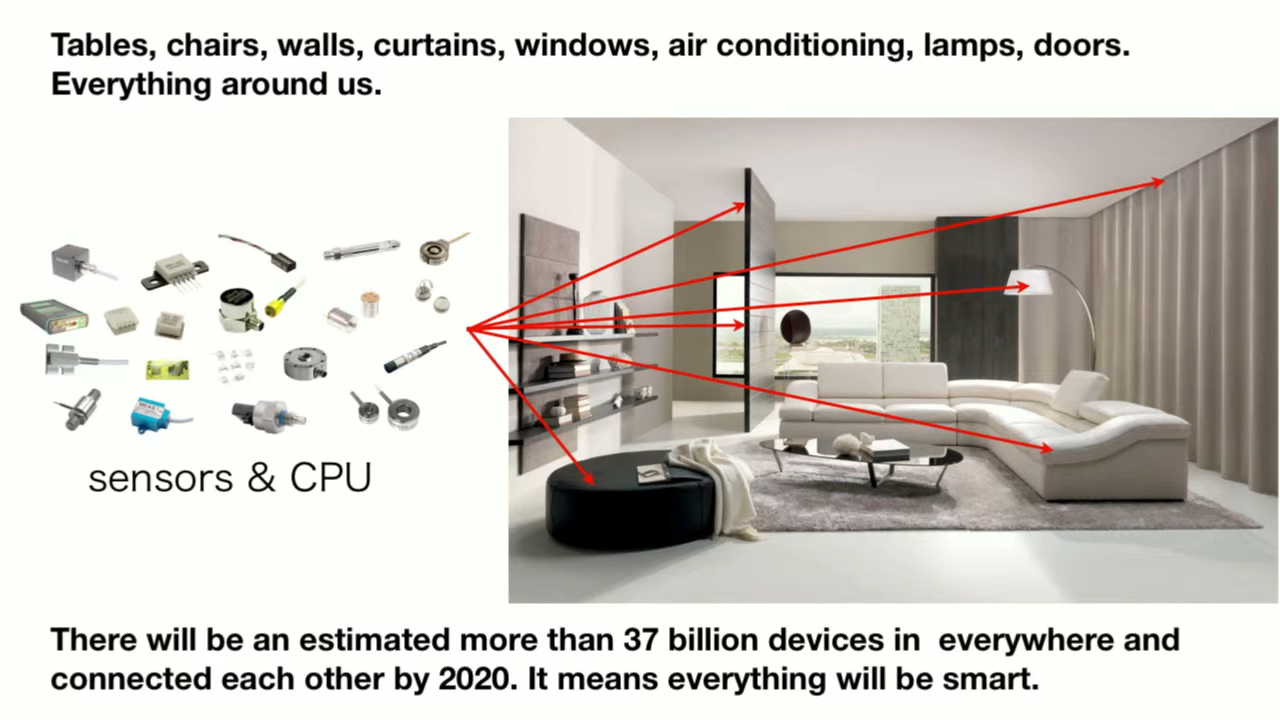 Tables, chairs, walls, curtains, windows, air conditioning, lamps, doors.
Everything around us.
sensors & CPU
There will be an estimated more than 37 billion devices in  everywhere and
connected each other by 2020. It means everything will be smart.